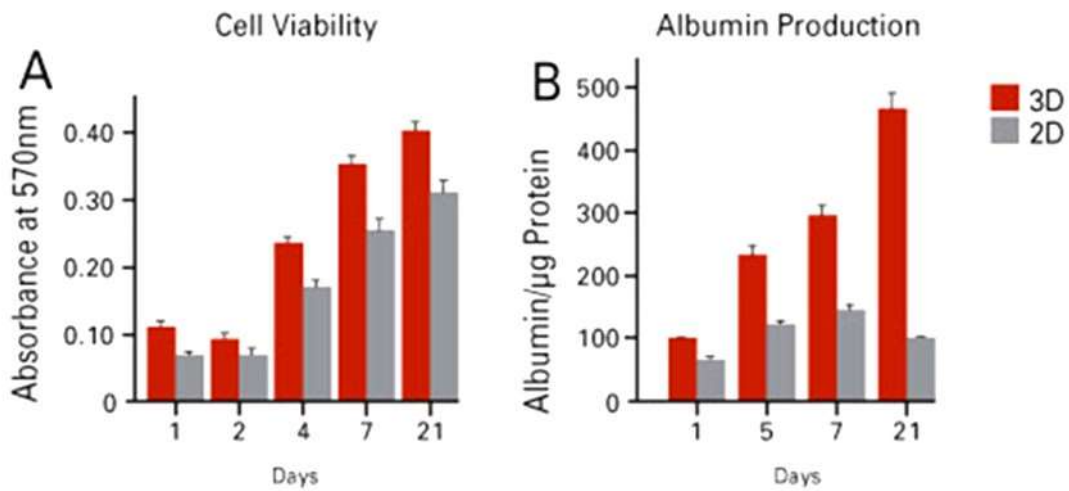 Cell Viability
A
Absorbance at 570nm
0.40
0.30
0.20
0.10
0
1 2 4 7 21
Days
Albumin Production
B
Albumin/µg Protein
500
400
300
200
100
0
1 5 7 21
Days
3D
2D